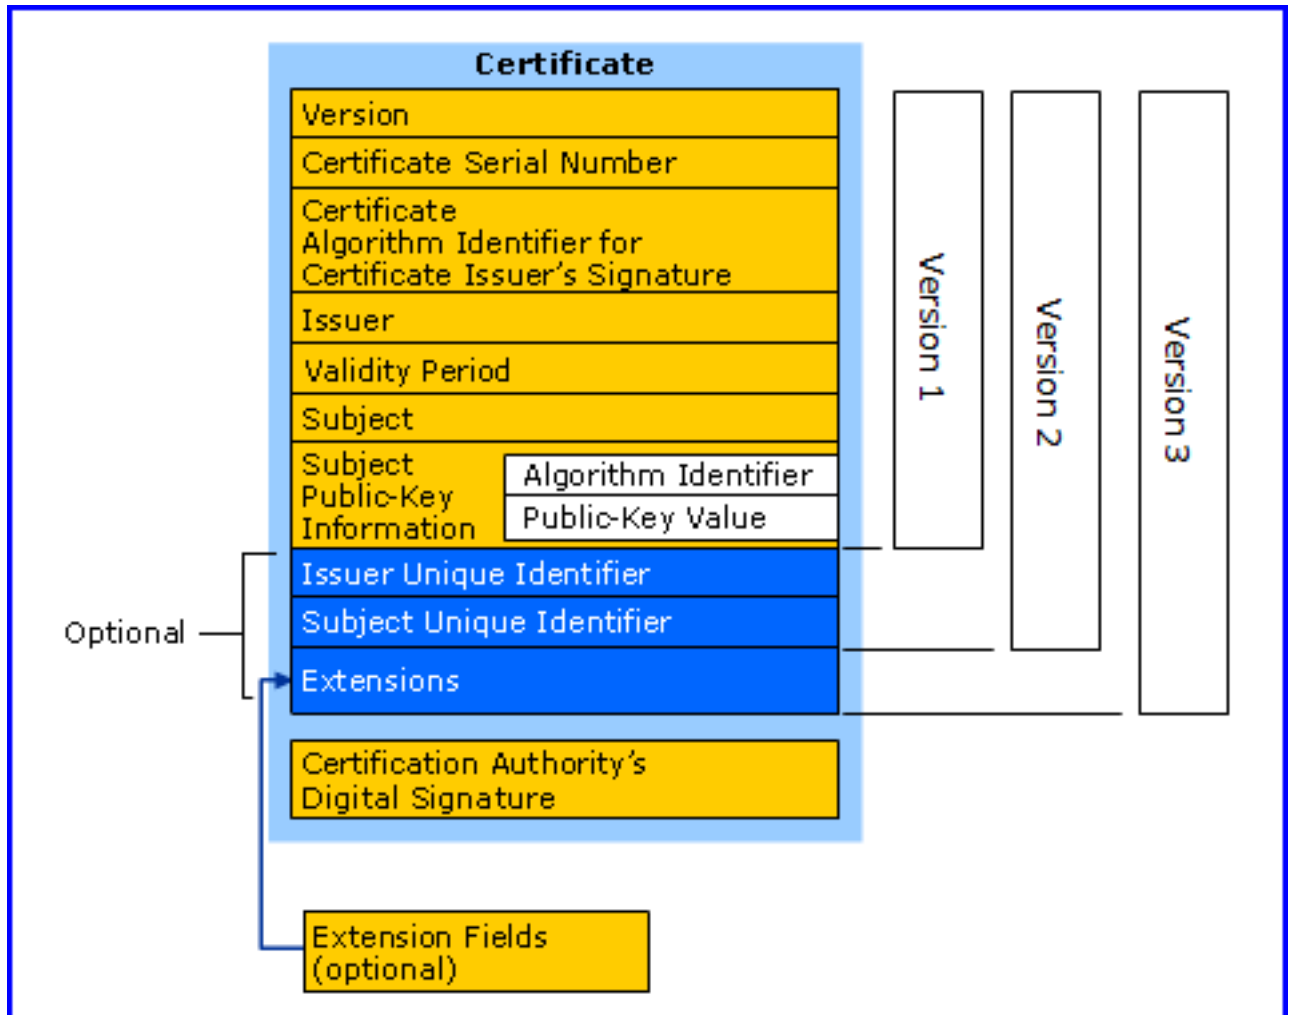 Certificate
Version
Certificate Serial Number
Certificate
Algorithm Identifier for
Certificate Issuer’s Signature
Issuer
Validity Period
Subject
Subject
Public-Key
Information
Algorithm Identifier
Public-Key Value
Issuer Unique Identifier
Subject Unique Identifier
Extensions
Optional
Certification Authority’s
Digital Signature
Extension Fields
(optional)
Version 1
Version 2
Version 3